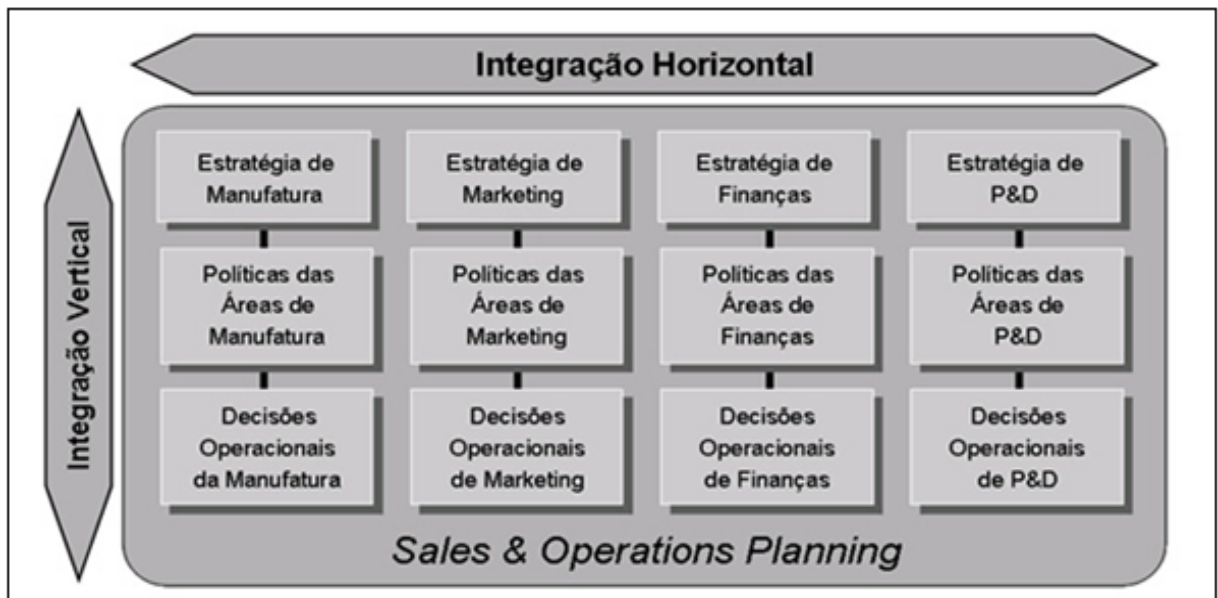 Integração Horizontal
Integração Vertical
Estratégia de
Manufatura
Estratégia de
Marketing
Estratégia de
Finanças
Estratégia de
P&D
Políticas das
Áreas de
Manufatura
Políticas das
Áreas de
Marketing
Políticas das
Áreas de
Finanças
Políticas das
Áreas de
P&D
Decisões
Operacionais
da Manufatura
Decisões
Operacionais
de Marketing
Decisões
Operacionais
de Finanças
Decisões
Operacionais
de P&D
Sales & Operations Planning